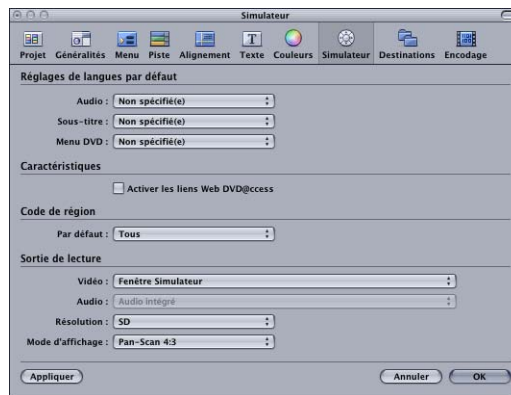 Simulateur
Projet Généralités Menu Piste Alignement Texte Couleurs Simulateur Destinations Encodage
Réglages de langues par défaut
Audio : Non spécifié(e)
Sous-titre : Non spécifié(e)
Menu DVD : Non spécifié(e)
Caractéristiques
Activer les liens Web DVD@ccess
Code de région
Par défaut : Tous
Sortie de lecture
Vidéo : Fenêtre Simulateur
Audio : Audio intégré
Résolution : SD
Mode d'affichage : Pan-Scan 4:3
Appliquer Annuler OK